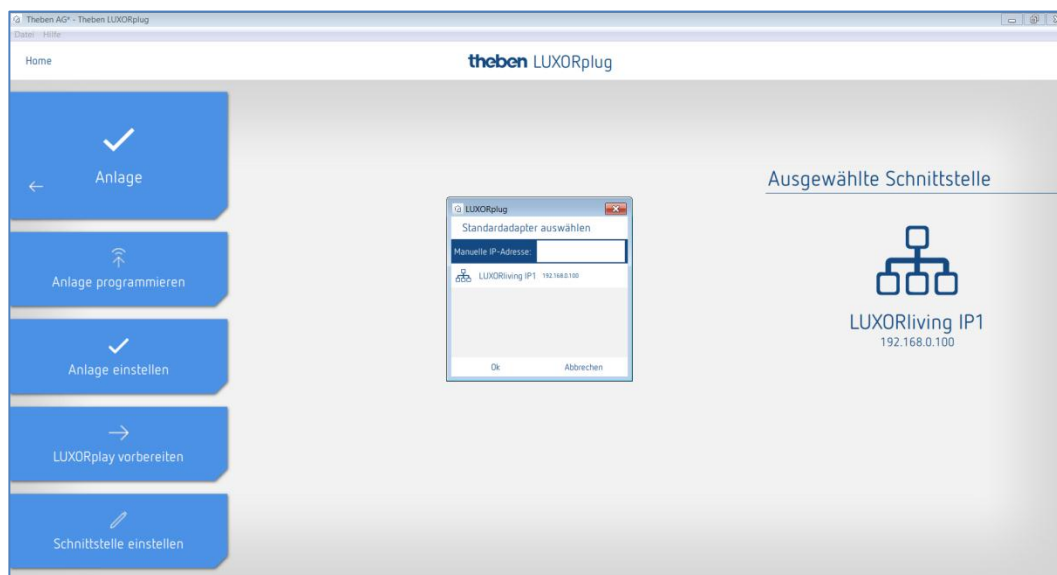 Theben AG* - Theben LUXORplug
Datei Hilfe
Home
theben LUXORplug
Anlage
Anlage programmieren
Anlage einstellen
LUXORplay vorbereiten
Schnittstelle einstellen
LUXORplug
Standardadapter auswählen
Manuelle IP-Adresse:
LUXORliving IP1 192.168.0.100
Ok Abbrechen
Ausgewählte Schnittstelle
LUXORliving IP1
192.168.0.100